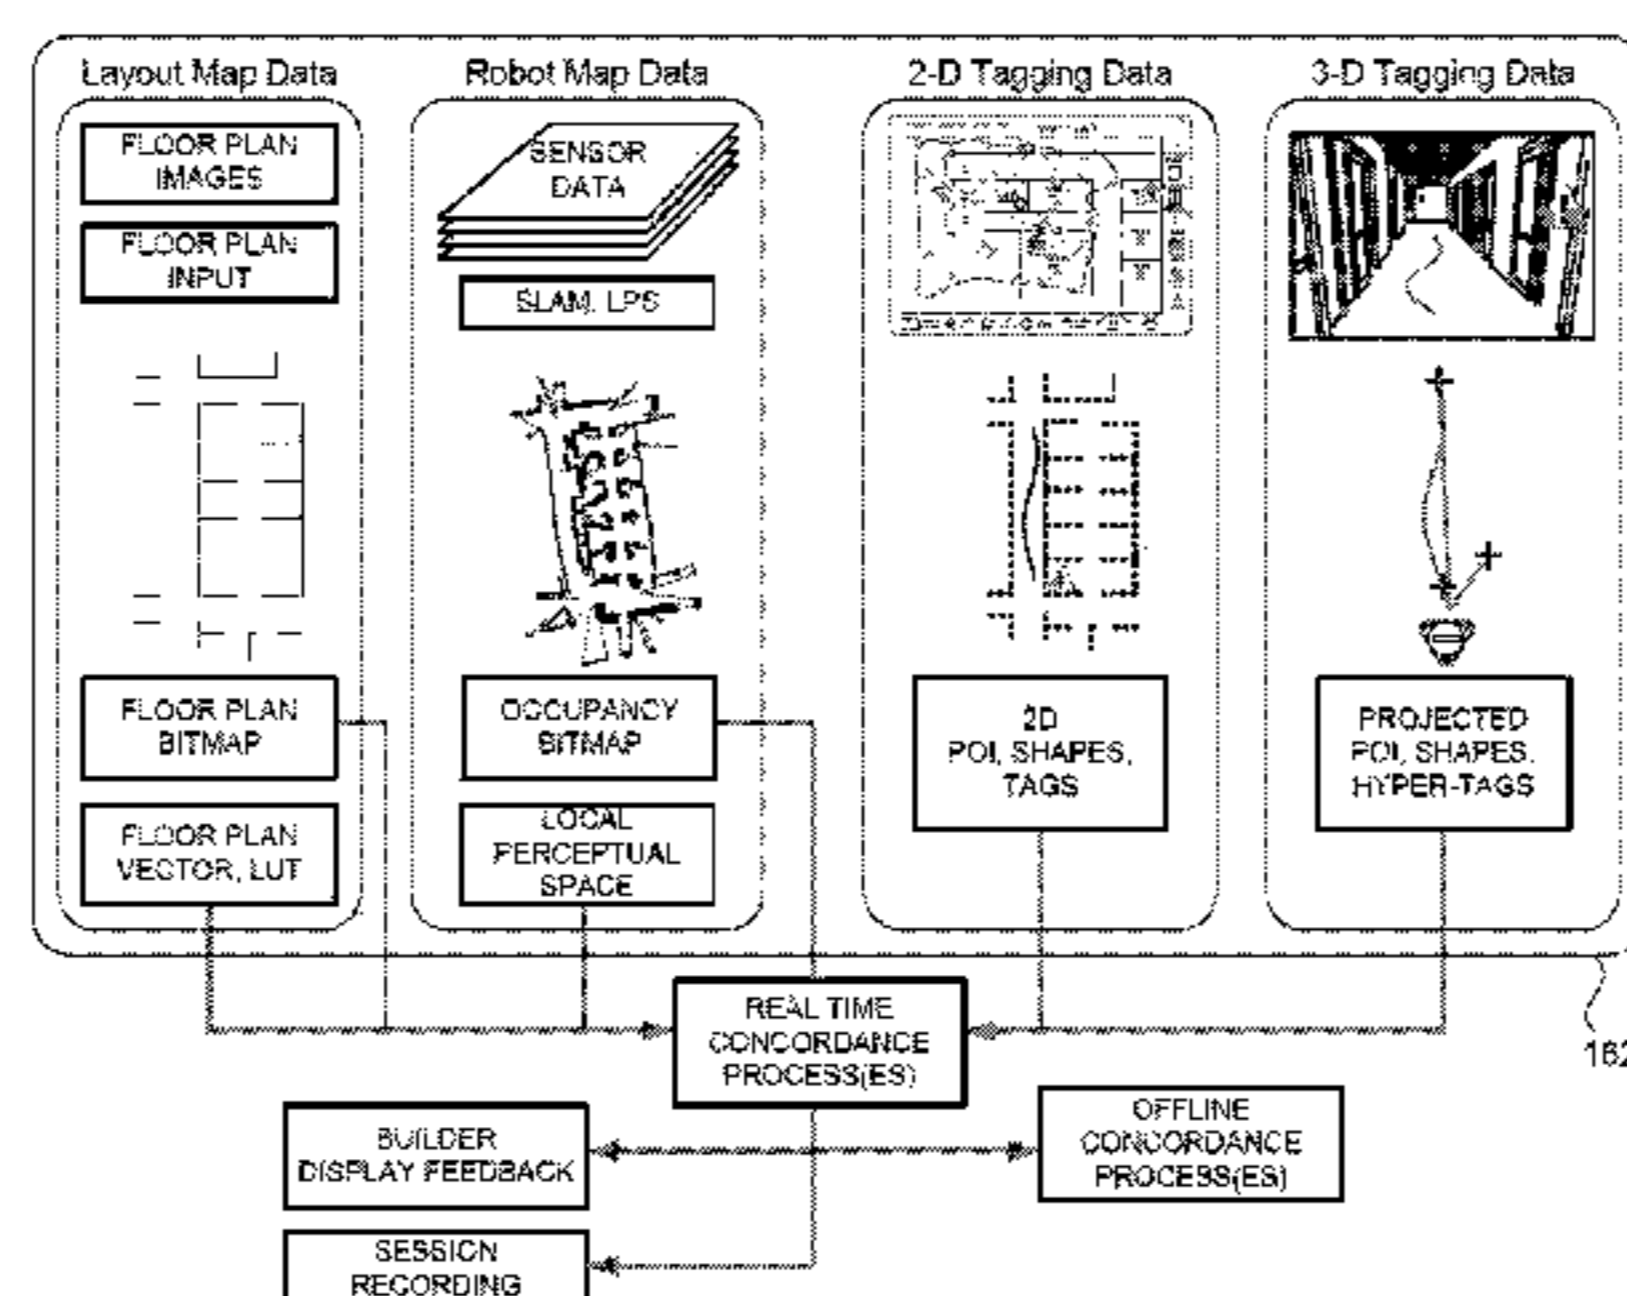 Layout Map Data
FLOOR PLAN
IMAGES
FLOOR PLAN
INPUT
FLOOR PLAN
BITMAP
FLOOR PLAN
VECTOR, LUT
Robot Map Data
SENSOR
DATA
SLAM, LPS
OCCUPANCY
BITMAP
LOCAL
PERCEPTUAL
SPACE
2-D Tagging Data
2D
POI, SHAPES,
TAGS
3-D Tagging Data
PROJECTED
POI, SHAPES,
HYPER-TAGS
162
REAL TIME
CONCORDANCE
PROCESS(ES)
BUILDER
DISPLAY FEEDBACK
OFFLINE
CONCORDANCE
PROCESS(ES)
SESSION
RECORDING